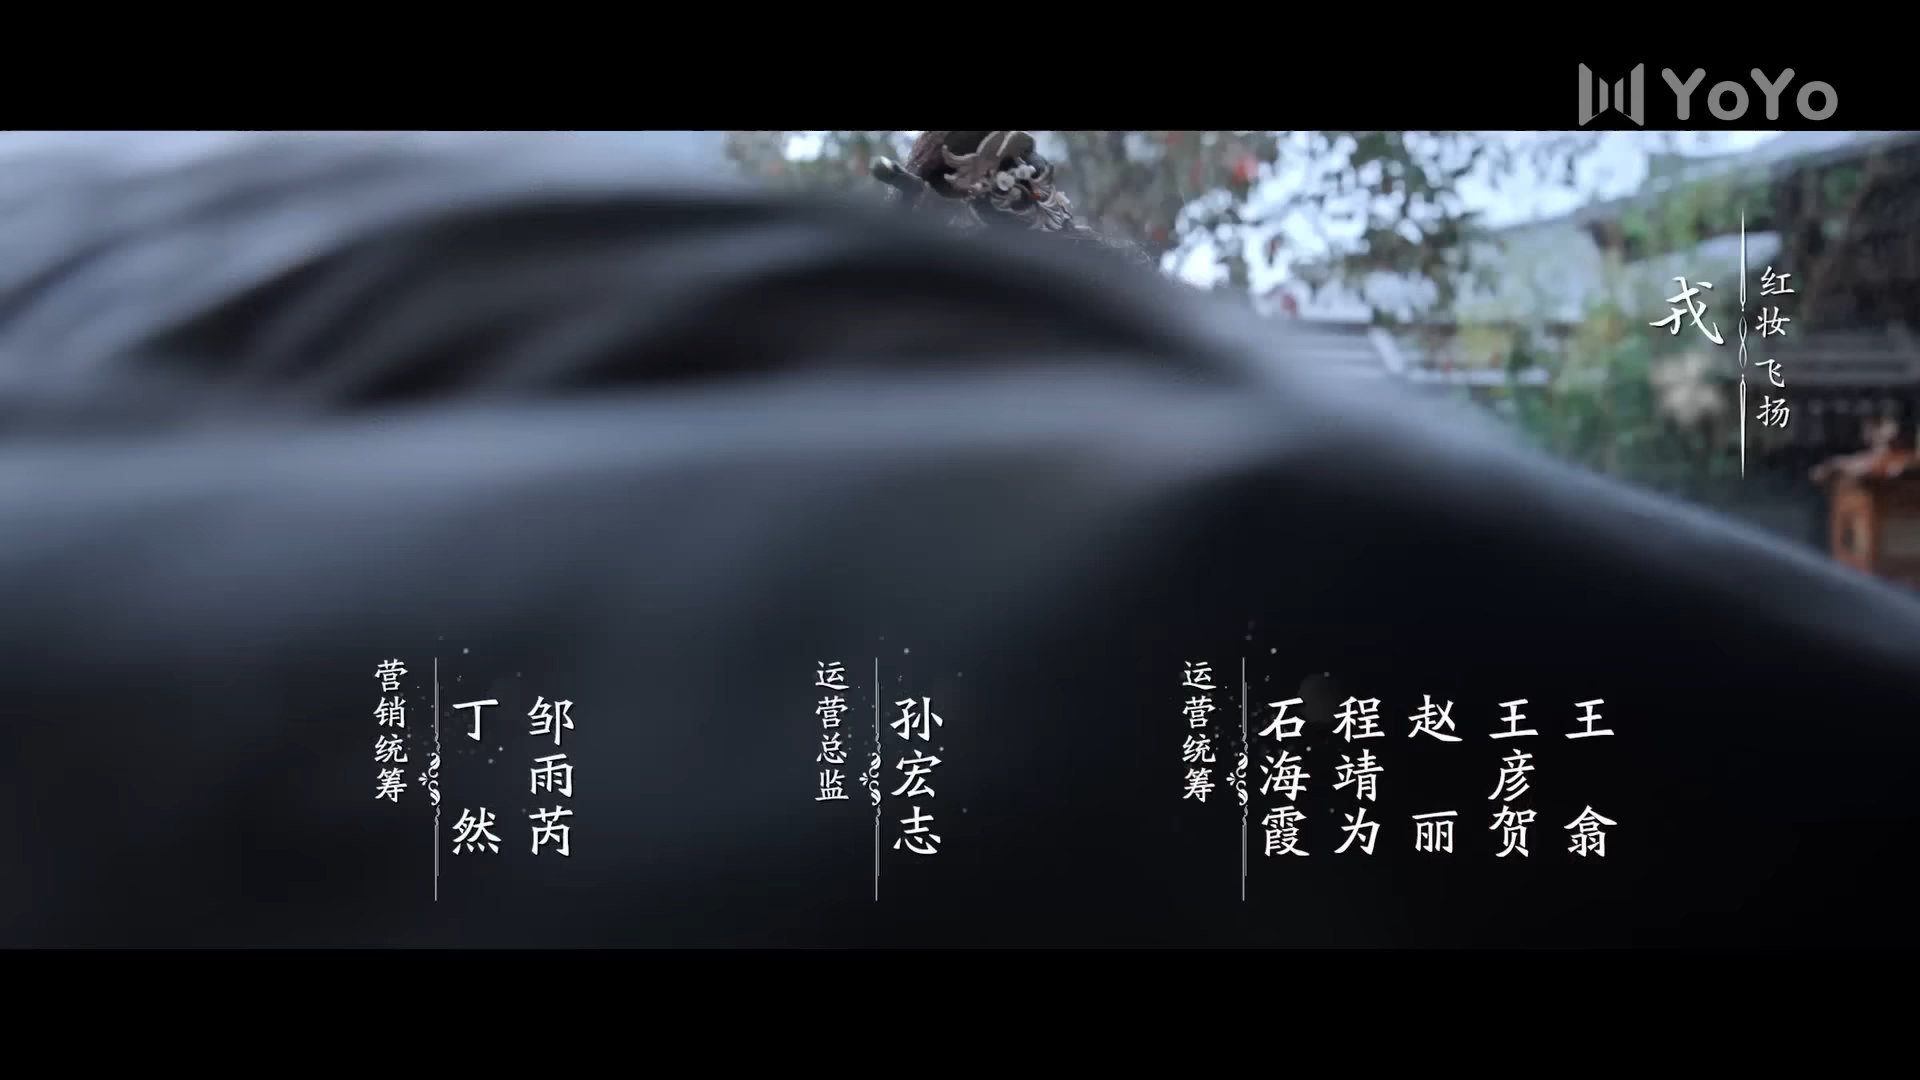 YoYo
红妆飞扬
戎
营销统筹
丁然
邹雨芮
运营总监
孙宏志
运营统筹
石海霞
程靖为
赵丽
王彦贺
王翕